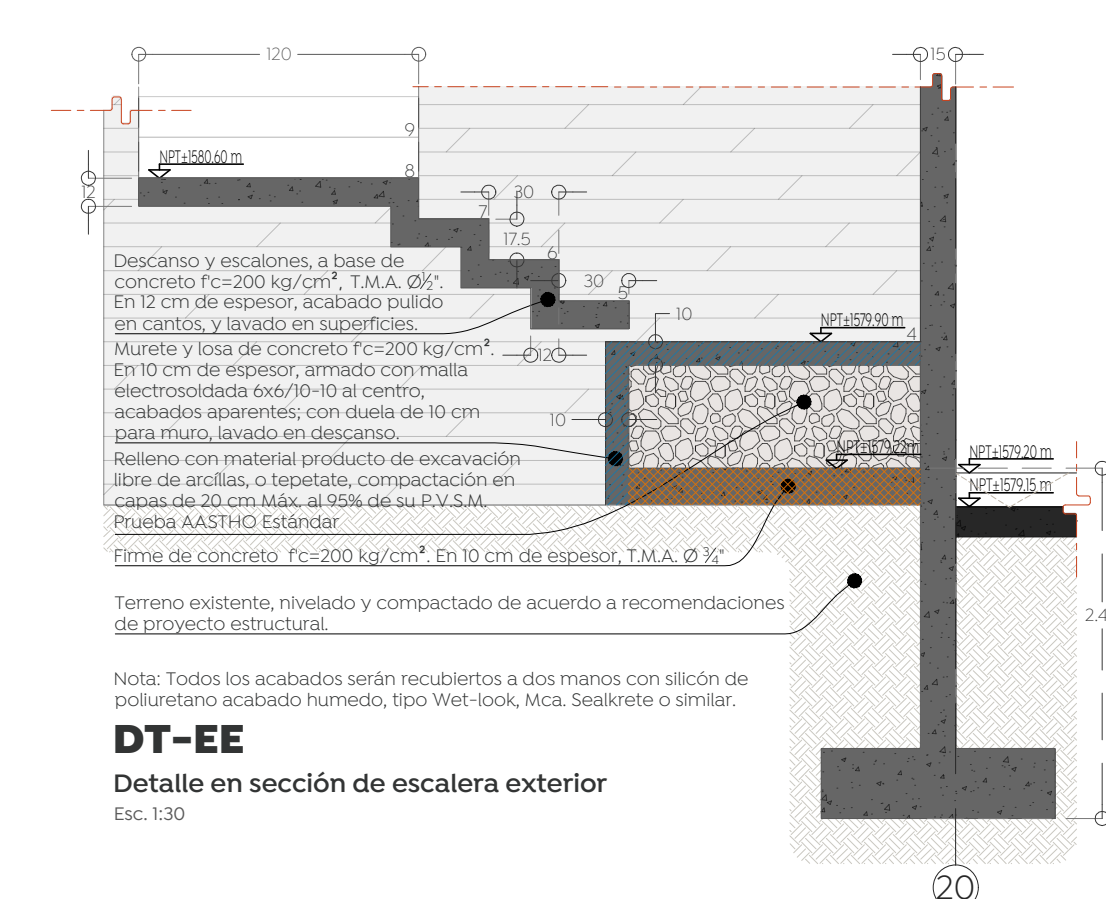 120
15
9
NPT±1580.60 m
8
12
30
7
17.5
6
30
5
Descanso y escalones, a base de
concreto f'c=200 kg/cm², T.M.A. Ø½".
En 12 cm de espesor, acabado pulido
en cantos, y lavado en superficies.
10
NPT±1579.90 m
4
12
Murete y losa de concreto f'c=200 kg/cm².
En 10 cm de espesor, armado con malla
electrosoldada 6x6/10-10 al centro,
acabados aparentes; con duela de 10 cm
para muro, lavado en descanso.
10
Relleno con material producto de excavación
libre de arcíllas, o tepetate, compactación en
capas de 20 cm Máx. al 95% de su P.V.S.M.
Prueba AASTHO Estándar
NPT±1579.22 m
NPT±1579.20 m
NPT±1579.15 m
Firme de concreto f'c=200 kg/cm². En 10 cm de espesor, T.M.A. Ø ¾"
Terreno existente, nivelado y compactado de acuerdo a recomendaciones
de proyecto estructural.
2.4
Nota: Todos los acabados serán recubiertos a dos manos con silicón de
poliuretano acabado humedo, tipo Wet-look, Mca. Sealkrete o similar.
DT-EE
Detalle en sección de escalera exterior
Esc. 1:30
20